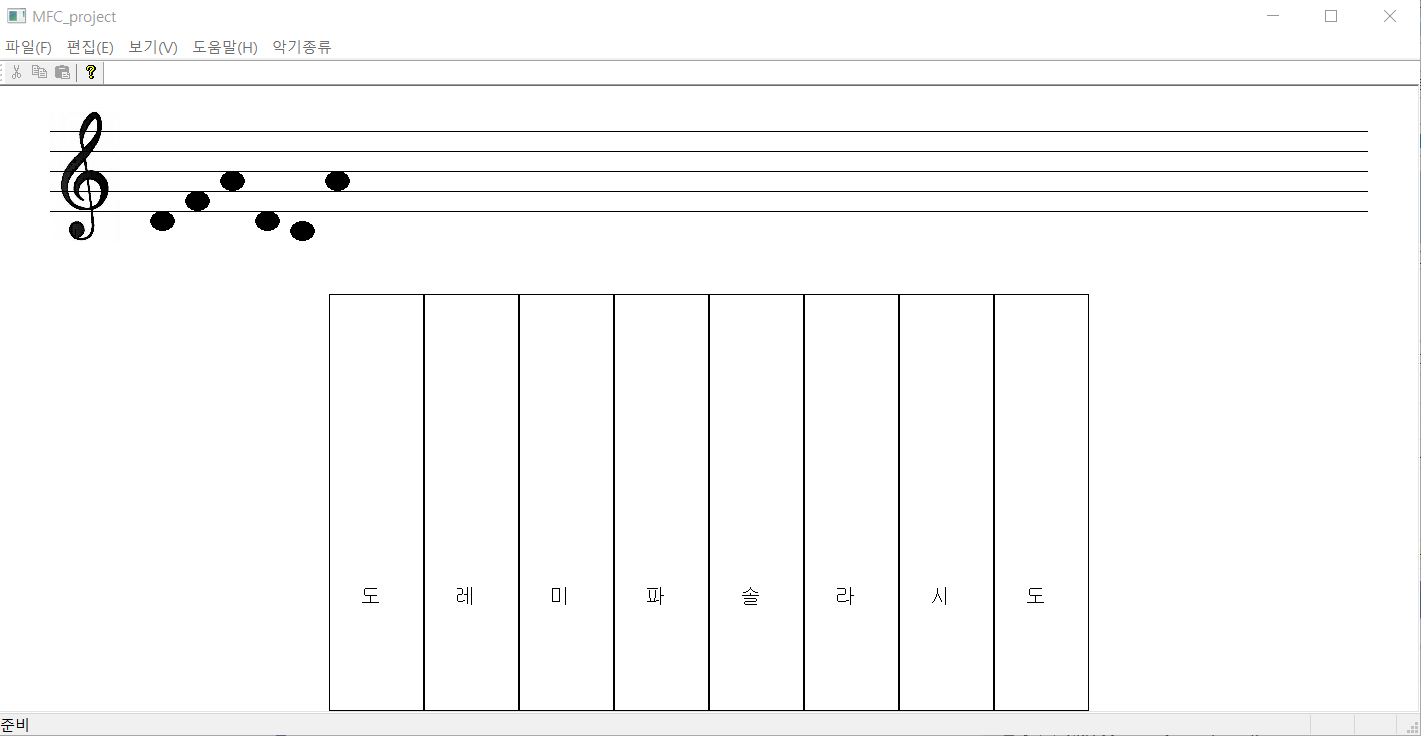 MFC_project
파일(F) 편집(E) 보기(V) 도움말(H) 악기종류
도 레 미 파 솔 라 시 도
준비